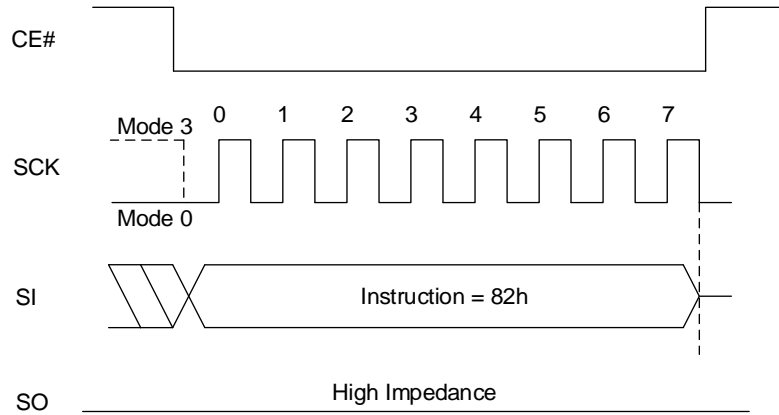 CE#
0 1 2 3 4 5 6 7
Mode 3
SCK
Mode 0
SI
Instruction = 82h
SO
High Impedance